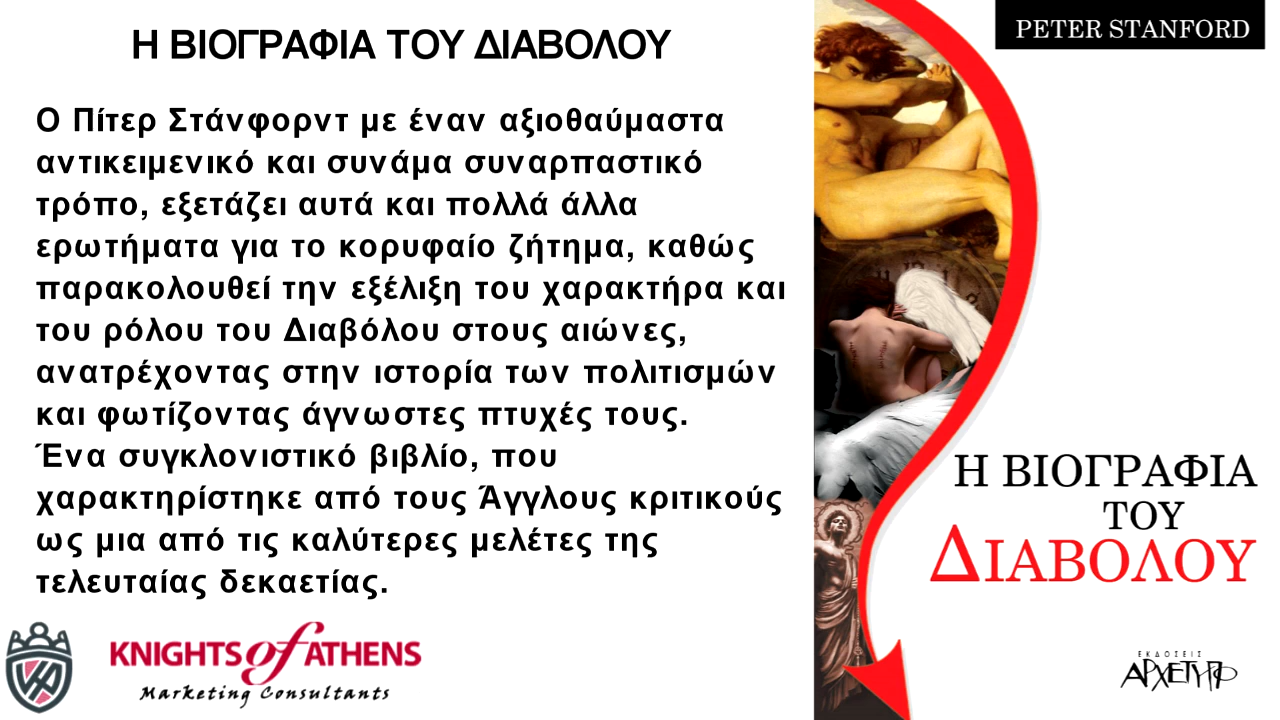 Η ΒΙΟΓΡΑΦΙΑ ΤΟΥ ΔΙΑΒΟΛΟΥ
Ο Πίτερ Στάνφορντ με έναν αξιοθαύμαστα
αντικειμενικό και συνάμα συναρπαστικό
τρόπο, εξετάζει αυτά και πολλά άλλα
ερωτήματα για το κορυφαίο ζήτημα, καθώς
παρακολουθεί την εξέλιξη του χαρακτήρα και
του ρόλου του Διαβόλου στους αιώνες,
ανατρέχοντας στην ιστορία των πολιτισμών
και φωτίζοντας άγνωστες πτυχές τους.
Ένα συγκλονιστικό βιβλίο, που
χαρακτηρίστηκε από τους Άγγλους κριτικούς
ως μια από τις καλύτερες μελέτες της
τελευταίας δεκαετίας.
KNIGHTS of ATHENS
Marketing Consultants
PETER STANFORD
Η ΒΙΟΓΡΑΦΙΑ
ΤΟΥ
ΔΙΑΒΟΛΟΥ
ΕΚΔΟΣΕΙΣ
ΑΡΧΕΤΥΠΟ